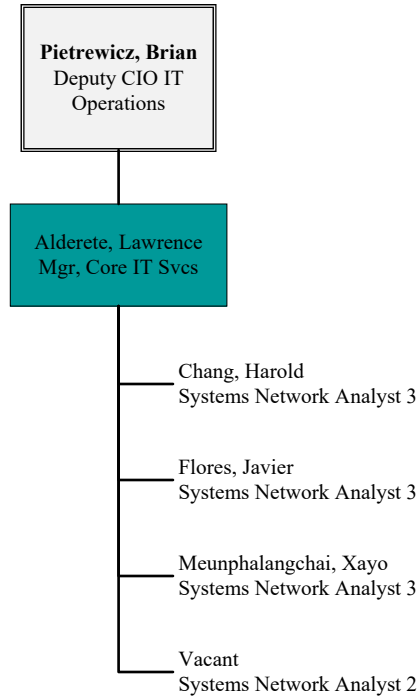 Pietrewicz, Brian
Deputy CIO IT
Operations
Alderete, Lawrence
Mgr, Core IT Svcs
Chang, Harold
Systems Network Analyst 3
Flores, Javier
Systems Network Analyst 3
Meunphalangchai, Xayo
Systems Network Analyst 3
Vacant
Systems Network Analyst 2